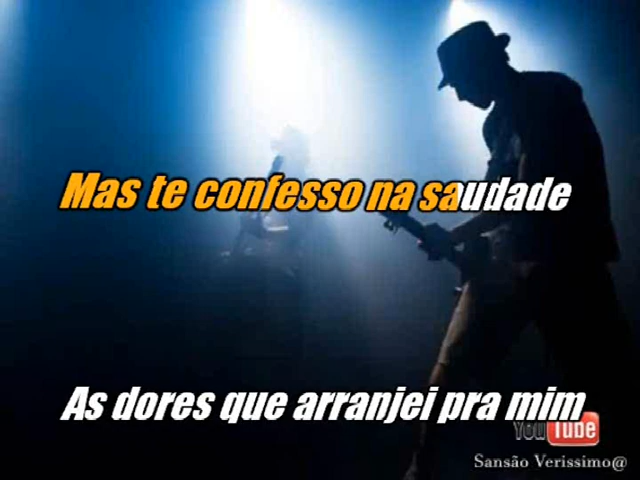 Mas te confesso na saudade
As dores que arranjei pra mim
YouTube
Sansão Verissimo@